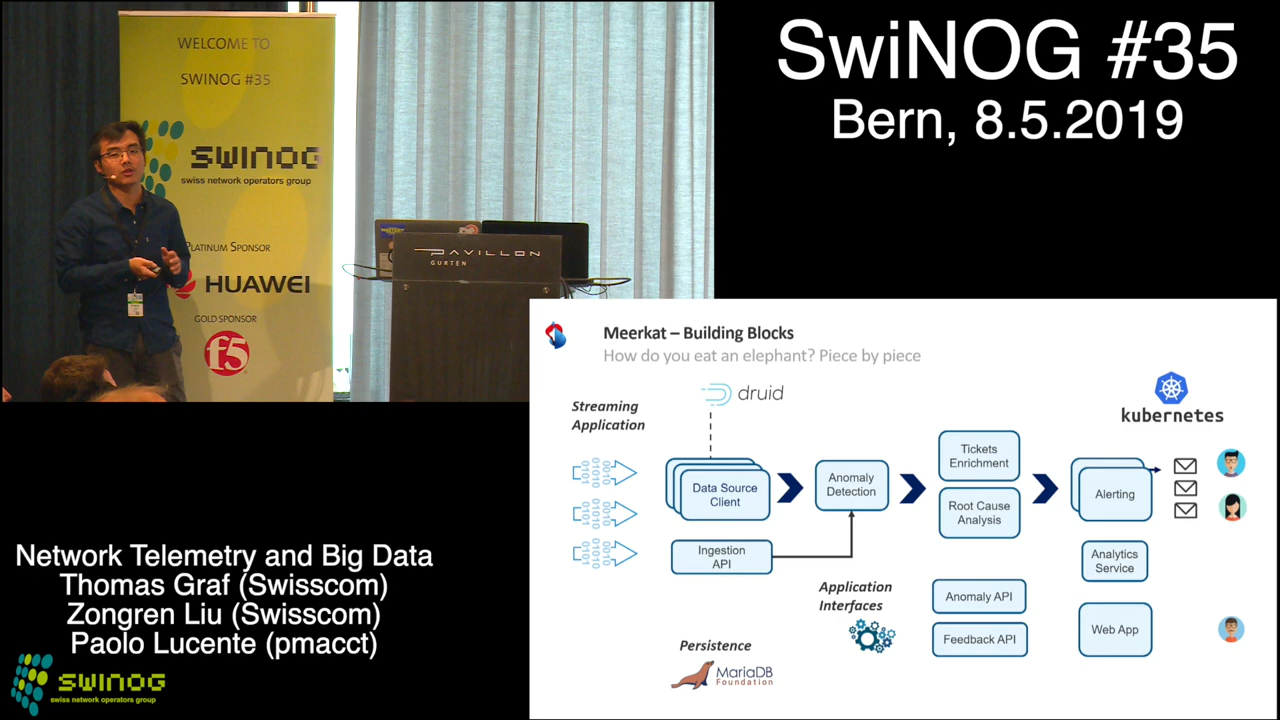 WELCOME TO
SWINOG #35
SWINOG
swiss network operators group
PLATINUM SPONSOR
HUAWEI
GOLD SPONSOR
f5
PAVILLON
GURTEN
SwiNOG #35
Bern, 8.5.2019
Network Telemetry and Big Data
Thomas Graf (Swisscom)
Zongren Liu (Swisscom)
Paolo Lucente (pmacct)
SWINOG
swiss network operators group
Meerkat – Building Blocks
How do you eat an elephant? Piece by piece
druid
kubernetes
Streaming
Application
Data Source
Client
Ingestion
API
Anomaly
Detection
Tickets
Enrichment
Root Cause
Analysis
Alerting
Analytics
Service
Web App
Application
Interfaces
Anomaly API
Feedback API
Persistence
MariaDB
Foundation